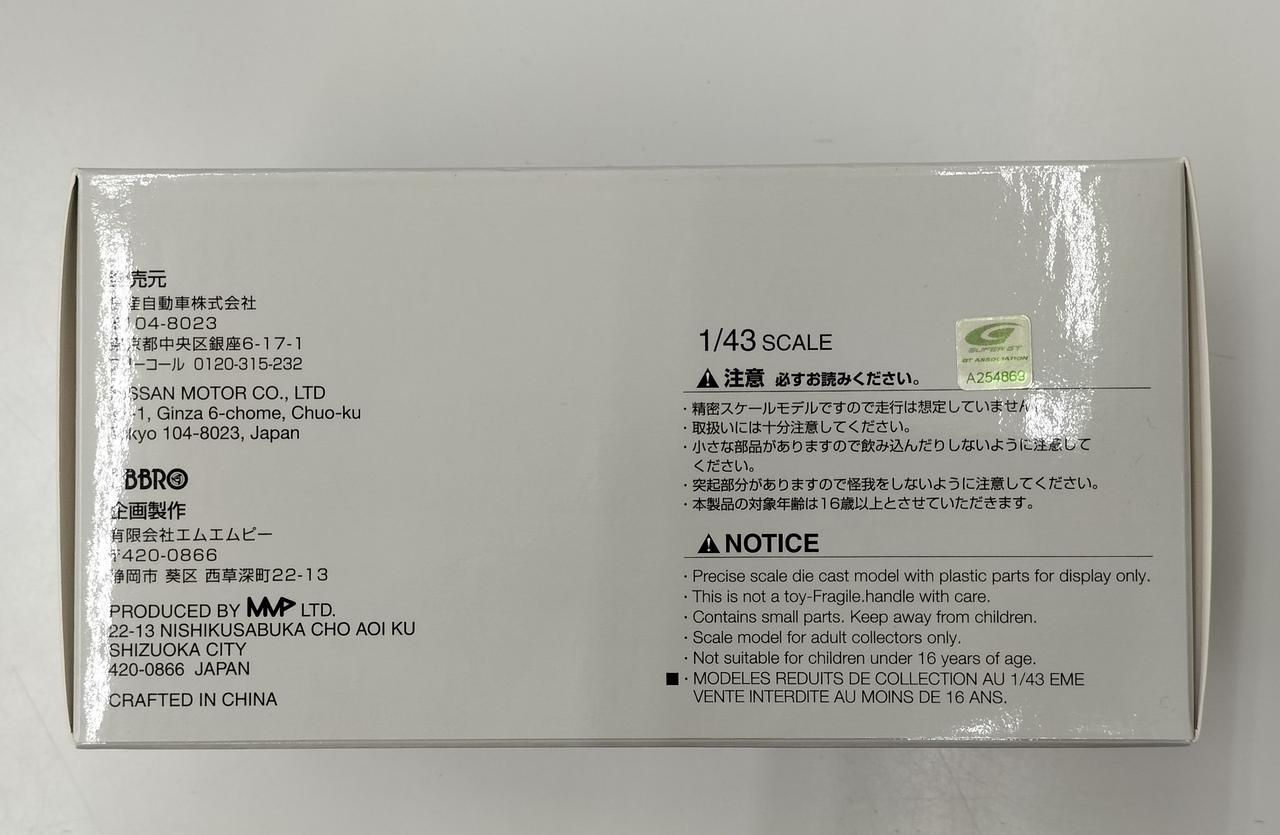 発売元
日産自動車株式会社
〒104-8023
東京都中央区銀座6-17-1
フリーコール 0120-315-232
NISSAN MOTOR CO., LTD
17-1, Ginza 6-chome, Chuo-ku
Tokyo 104-8023, Japan
EBBRO
企画製作
有限会社エムエムピー
〒420-0866
静岡市 葵区 西草深町22-13
PRODUCED BY MMP LTD.
22-13 NISHIKUSABUKA CHO AOI KU
SHIZUOKA CITY
420-0866 JAPAN
CRAFTED IN CHINA
1/43 SCALE
SUPER GT
GT ASSOCIATION
A254869
注意 必ずお読みください。
・精密スケールモデルですので走行は想定していません。
・取扱いには十分注意してください。
・小さな部品がありますので飲み込んだりしないように注意して
ください。
・突起部分がありますので怪我をしないように注意してください。
・本製品の対象年齢は16歳以上とさせていただきます。
NOTICE
・Precise scale die cast model with plastic parts for display only.
・This is not a toy-Fragile.handle with care.
・Contains small parts. Keep away from children.
・Scale model for adult collectors only.
・Not suitable for children under 16 years of age.
■・MODELES REDUITS DE COLLECTION AU 1/43 EME
VENTE INTERDITE AU MOINS DE 16 ANS.